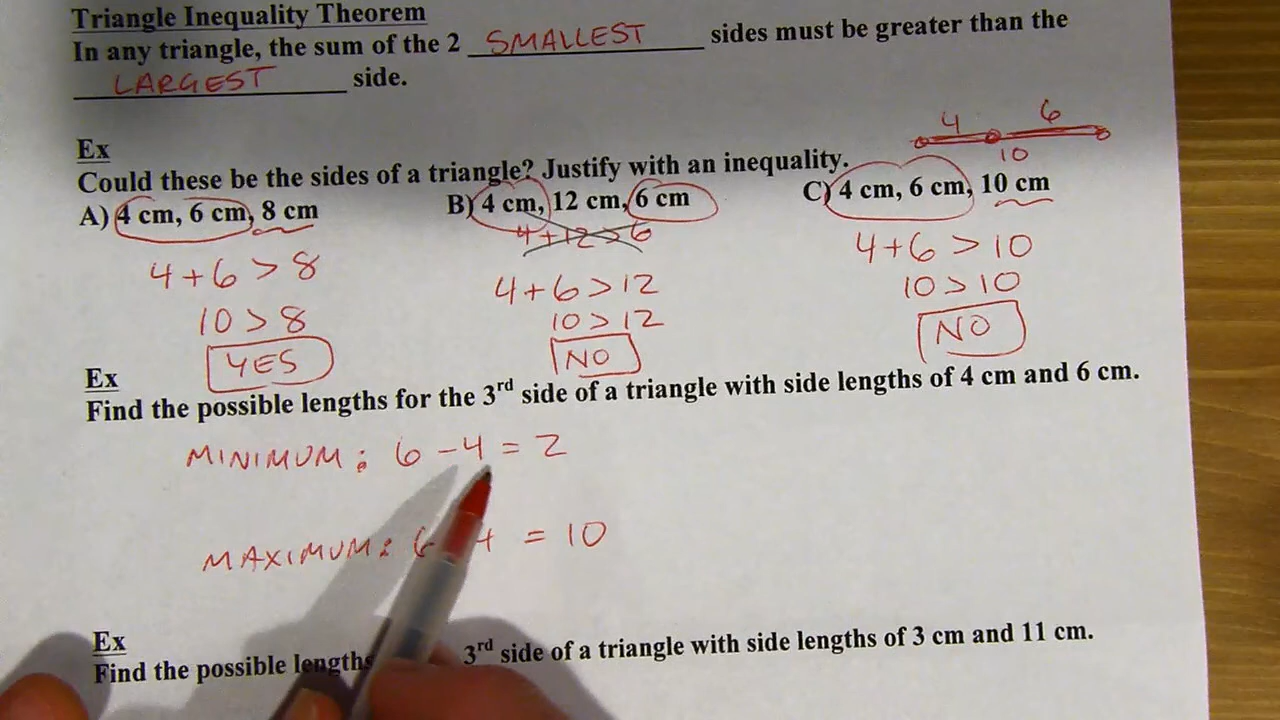 Triangle Inequality Theorem
In any triangle, the sum of the 2 SMALLEST sides must be greater than the
LARGEST side.
4 6
10
Ex
Could these be the sides of a triangle? Justify with an inequality.
A) 4 cm, 6 cm, 8 cm B) 4 cm, 12 cm, 6 cm C) 4 cm, 6 cm, 10 cm
4+12>6
4+6>8 4+6>12 4+6>10
10>8 10>12 10>10
YES NO NO
Ex
Find the possible lengths for the 3rd side of a triangle with side lengths of 4 cm and 6 cm.
MINIMUM: 6-4=2
MAXIMUM: 6 4 = 10
Ex
Find the possible lengths 3rd side of a triangle with side lengths of 3 cm and 11 cm.